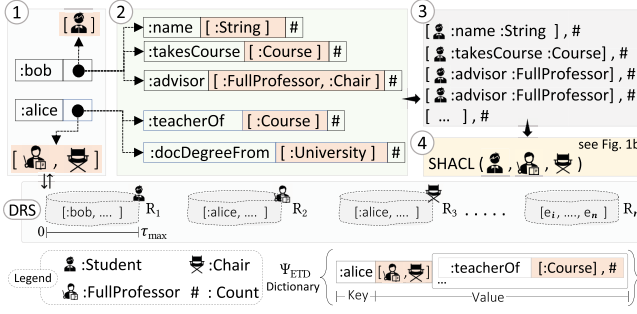 1 2 3
:name [ :String] #
:takesCourse [ :Course] #
:advisor [ :FullProfessor, :Chair] #
:teacherOf [ :Course ] #
:docDegreeFrom [ :University ] #
:bob
:alice
[ , ]
[ :name :String ] , #
[ :takesCourse :Course] , #
[ :advisor :FullProfessor] , #
[ :advisor :FullProfessor] , #
[ ... ] , #
4 see Fig. 1b
SHACL ( , , )
DRS
[:bob, .... ] R1
[:alice, .... ] R2
[:alice, .... ] R3
. . . . .
[ei, ...., en ]
0 τmax
Legend
:Student :Chair
:FullProfessor # : Count
ΨETD
Dictionary
:alice [ , ] :teacherOf [:Course] , #
...
Key Value